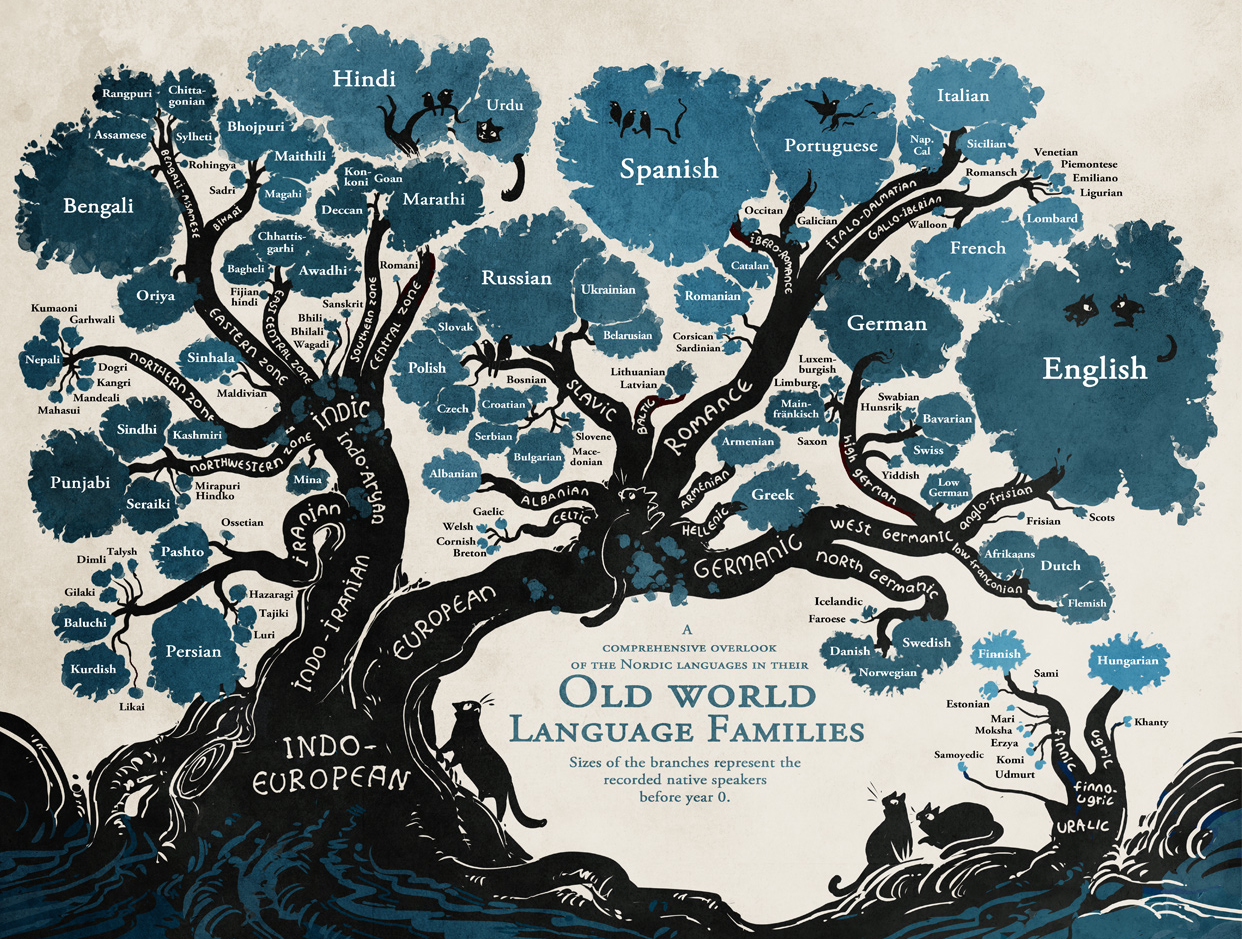 A
COMPREHENSIVE OVERLOOK
OF THE NORDIC LANGUAGES IN THEIR
OLD WORLD
LANGUAGE FAMILIES
Sizes of the branches represent the
recorded native speakers
before year 0.
INDO-
EUROPEAN
INDO-IRANIAN
Indo-Aryan
INDIC
EASTERN ZONE
BENGALI-ASSAMESE
Rangpuri
Chitta-
gonian
Assamese
Sylheti
Rohingya
Bengali
Oriya
BIHARI
Bhojpuri
Maithili
Magahi
Sadri
EAST CENTRAL ZONE
Chhattis-
garhi
Bagheli
Awadhi
Fijian
hindi
Sinhala
Maldivian
Sanskrit
Bhili
Bhilali
Wagadi
SOUTHERN ZONE
Kon-
koni
Goan
Deccan
Marathi
CENTRAL ZONE
Romani
Hindi
Urdu
NORTHERN ZONE
Kumaoni
Garhwali
Nepali
Dogri
Kangri
Mandeali
Mahasui
NORTHWESTERN ZONE
Sindhi
Kashmiri
Punjabi
Seraiki
Mirapuri
Hindko
Mina
IRANIAN
Ossetian
Pashto
Dimli
Talysh
Gilaki
Baluchi
Kurdish
Likai
Persian
Hazaragi
Tajiki
Luri
EUROPEAN
ALBANIAN
Albanian
CELTIC
Gaelic
Welsh
Cornish
Breton
SLAVIC
Russian
Ukrainian
Belarusian
Slovak
Polish
Czech
Bosnian
Croatian
Serbian
Bulgarian
Slovene
Mace-
donian
BALTIC
Lithuanian
Latvian
ROMANCE
Romanian
Corsican
Sardinian
IBERO-ROMANCE
Occitan
Galician
Catalan
Spanish
Portuguese
ITALO-DALMATIAN
Italian
Nap.
Cal
Sicilian
GALLO-IBERIAN
Romansch
Venetian
Piemontese
Emiliano
Ligurian
Lombard
Walloon
French
ARMENIAN
Armenian
HELLENIC
Greek
GERMANIC
WEST GERMANIC
high german
German
Luxem-
burgish
Limburg.
Main-
fränkisch
Saxon
Swabian
Hunsrik
Bavarian
Swiss
Yiddish
Low
German
anglo-frisian
English
Scots
Frisian
low franconian
Afrikaans
Dutch
Flemish
north Germanic
Icelandic
Faroese
Danish
Swedish
Norwegian
URALIC
finno-
ugric
finnic
ugric
Finnish
Sami
Estonian
Mari
Moksha
Erzya
Komi
Udmurt
Samoyedic
Hungarian
Khanty